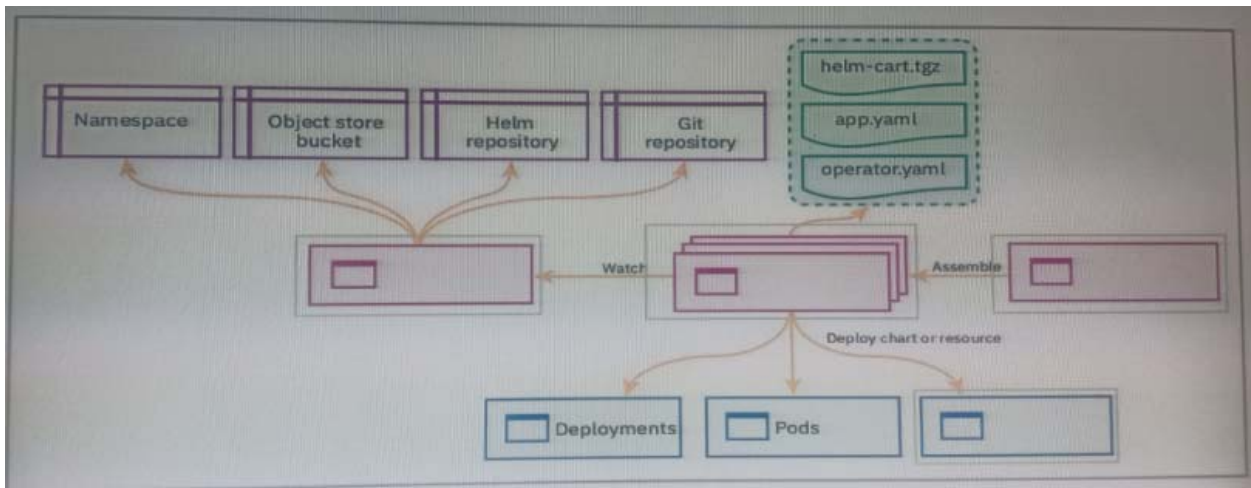 helm-cart.tgz
Namespace
Object store
bucket
Helm
repository
Git
repository
app.yaml
operator.yaml
Watch
Assemble
Deploy chart or resource
Deployments
Pods